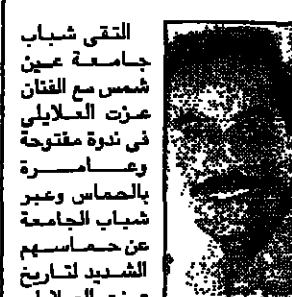 التقى شباب
جامعة عين
شمس مع الفنان
عزت العلايلى
فى ندوة مفتوحة
وعامرة
بالحماس وعبر
شباب الجامعة
عن حماسهم
الشديد لتاريخ